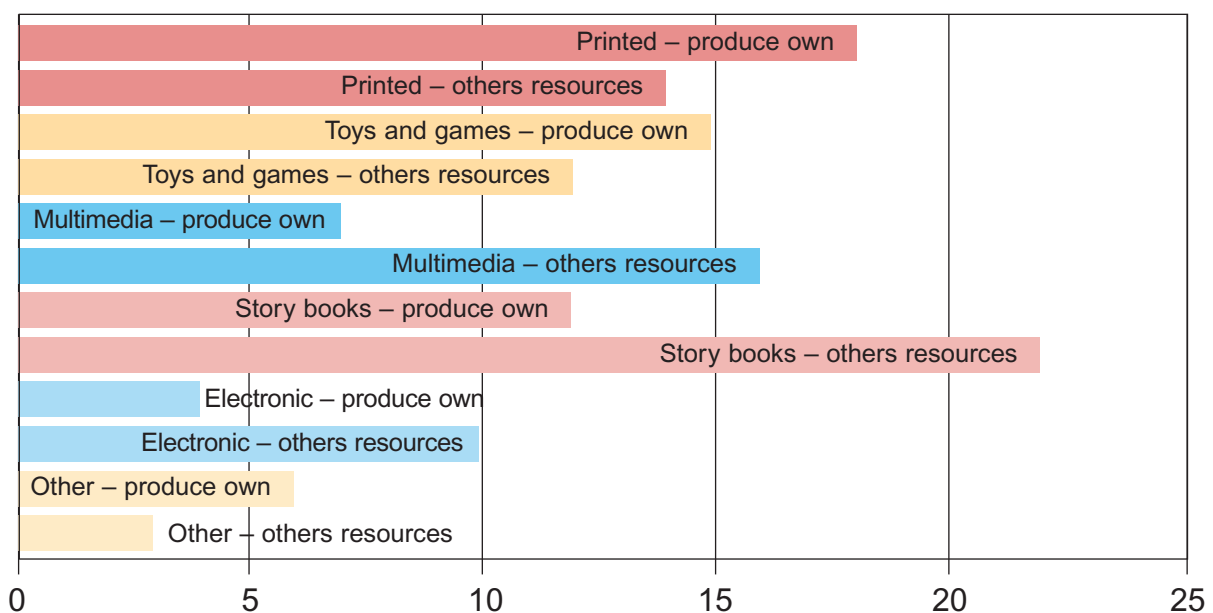 Printed – produce own
Printed – others resources
Toys and games – produce own
Toys and games – others resources
Multimedia – produce own
Multimedia – others resources
Story books – produce own
Story books – others resources
Electronic – produce own
Electronic – others resources
Other – produce own
Other – others resources
0 5 10 15 20 25